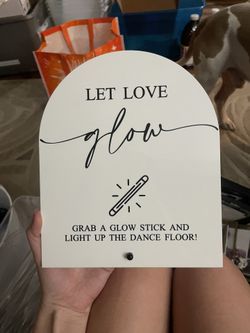 LET LOVE
glow
GRAB A GLOW STICK AND
LIGHT UP THE DANCE FLOOR!